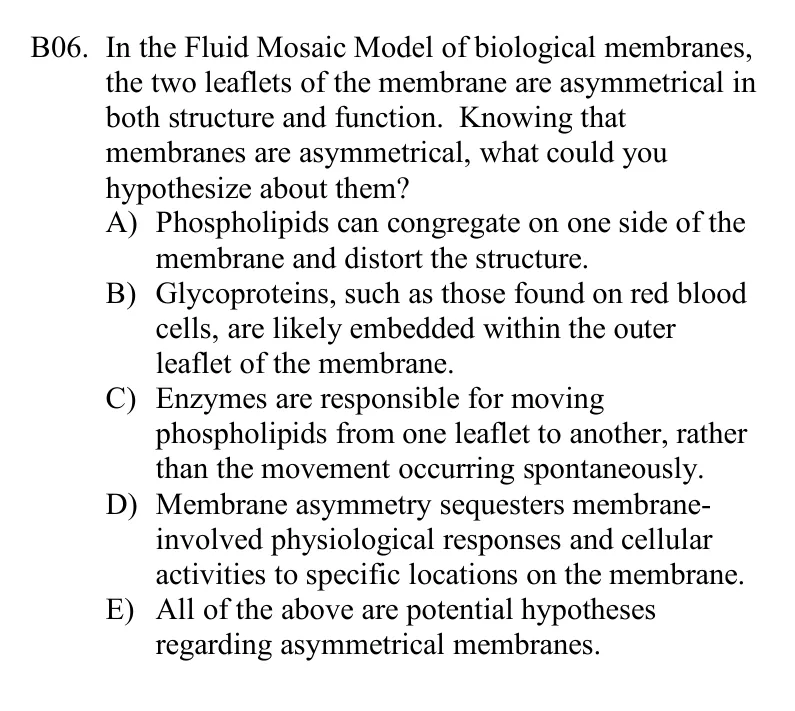 B06. In the Fluid Mosaic Model of biological membranes,
the two leaflets of the membrane are asymmetrical in
both structure and function. Knowing that
membranes are asymmetrical, what could you
hypothesize about them?
A) Phospholipids can congregate on one side of the
membrane and distort the structure.
B) Glycoproteins, such as those found on red blood
cells, are likely embedded within the outer
leaflet of the membrane.
C) Enzymes are responsible for moving
phospholipids from one leaflet to another, rather
than the movement occurring spontaneously.
D) Membrane asymmetry sequesters membrane-
involved physiological responses and cellular
activities to specific locations on the membrane.
E) All of the above are potential hypotheses
regarding asymmetrical membranes.